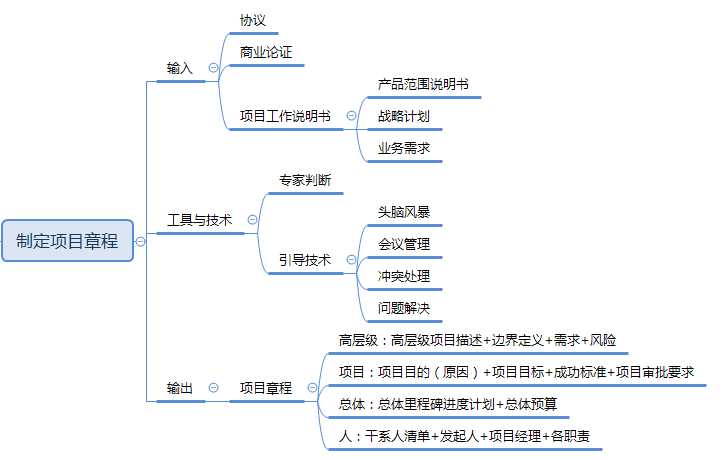 制定项目章程
输入
协议
商业论证
项目工作说明书
产品范围说明书
战略计划
业务需求
工具与技术
专家判断
引导技术
头脑风暴
会议管理
冲突处理
问题解决
输出
项目章程
高层级：高层级项目描述+边界定义+需求+风险
项目：项目目的（原因）+项目目标+成功标准+项目审批要求
总体：总体里程碑进度计划+总体预算
人：干系人清单+发起人+项目经理+各职责